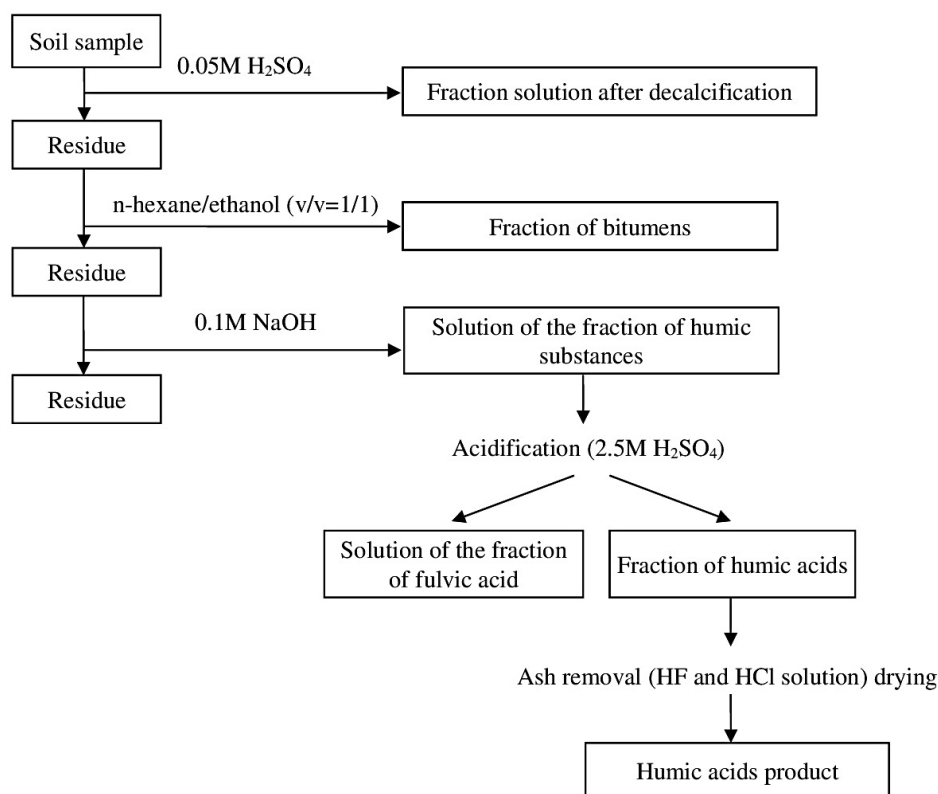 Soil sample
0.05M H₂SO₄
Fraction solution after decalcification
Residue
n-hexane/ethanol (v/v=1/1)
Fraction of bitumens
Residue
0.1M NaOH
Solution of the fraction of humic
substances
Residue
Acidification (2.5M H₂SO₄)
Solution of the fraction
of fulvic acid
Fraction of humic acids
Ash removal (HF and HCl solution) drying
Humic acids product